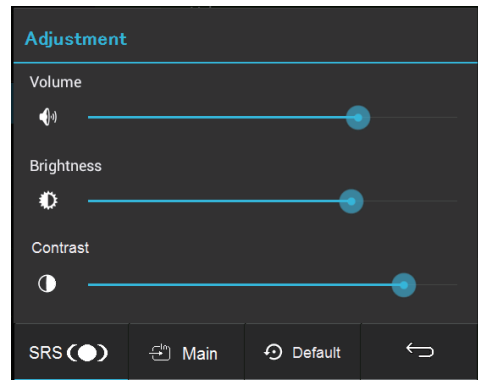 Adjustment
Volume
Brightness
Contrast
SRS Main Default